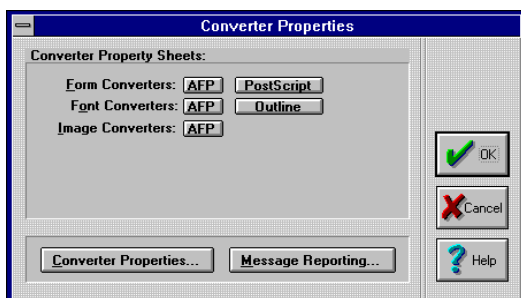 Converter Properties
Converter Property Sheets:
Form Converters: AFP PostScript
Font Converters: AFP Outline
Image Converters: AFP
OK
Cancel
Converter Properties... Message Reporting...
Help